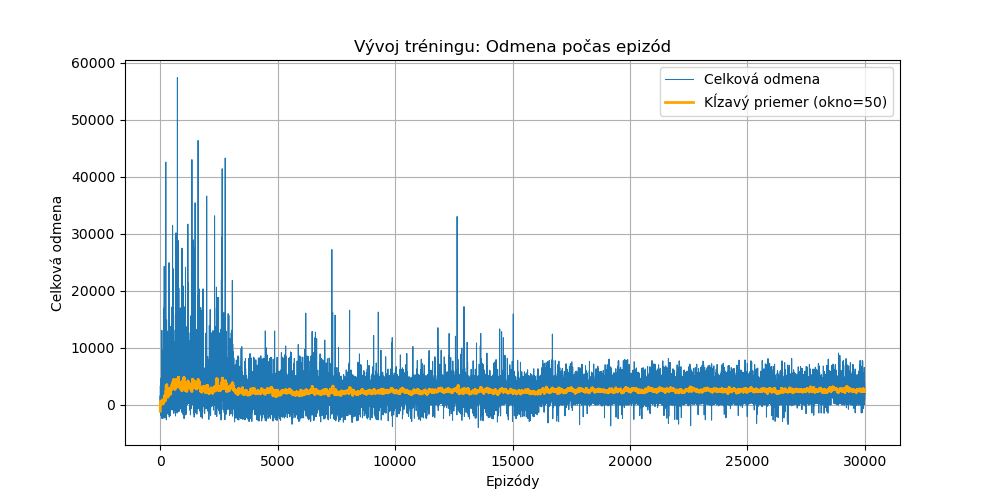 Vývoj tréningu: Odmena počas epizód
Celková odmena
Kĺzavý priemer (okno=50)
60000
50000
40000
30000
20000
10000
0
Celková odmena
0
5000
10000
15000
20000
25000
30000
Epizódy